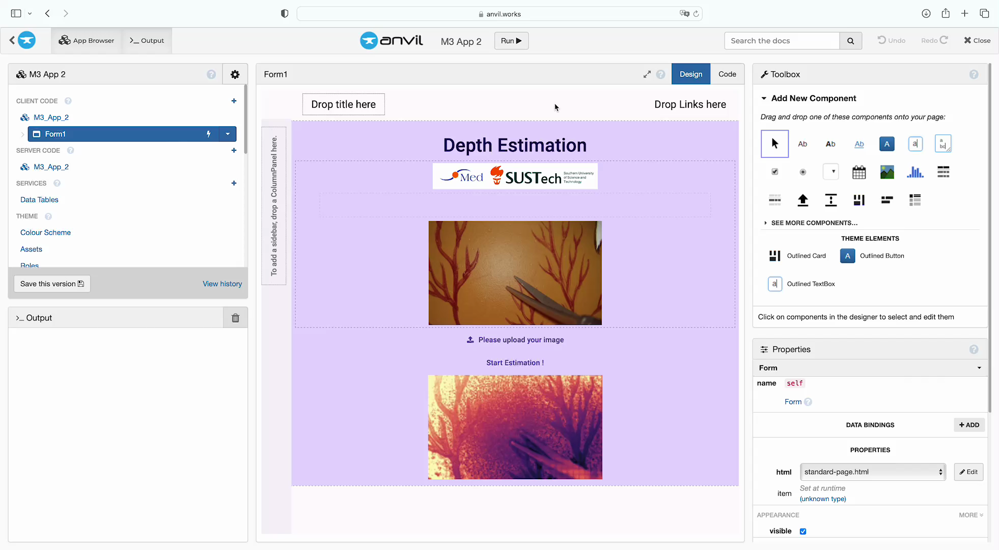 anvil.works
App Browser
>_ Output
anvil
M3 App 2
Run
Search the docs
Undo
Redo
Close
M3 App 2
CLIENT CODE
M3_App_2
Form1
SERVER CODE
M3_App_2
SERVICES
Data Tables
THEME
Colour Scheme
Assets
Roles
Save this version
View history
>_ Output
Form1
Design
Code
Drop title here
Drop Links here
To add a sidebar, drop a ColumnPanel here.
Depth Estimation
Med
SUSTech
Southern University
of Science and
Technology
Please upload your image
Start Estimation !
Toolbox
Add New Component
Drag and drop one of these components onto your page:
Ab
Ab
Ab
A
a
a
bd
SEE MORE COMPONENTS...
THEME ELEMENTS
Outlined Card
A
Outlined Button
a
Outlined TextBox
Click on components in the designer to select and edit them
Properties
Form
name self
Form
DATA BINDINGS
+ ADD
PROPERTIES
html standard-page.html
Edit
item Set at runtime
(unknown type)
APPEARANCE
MORE
visible